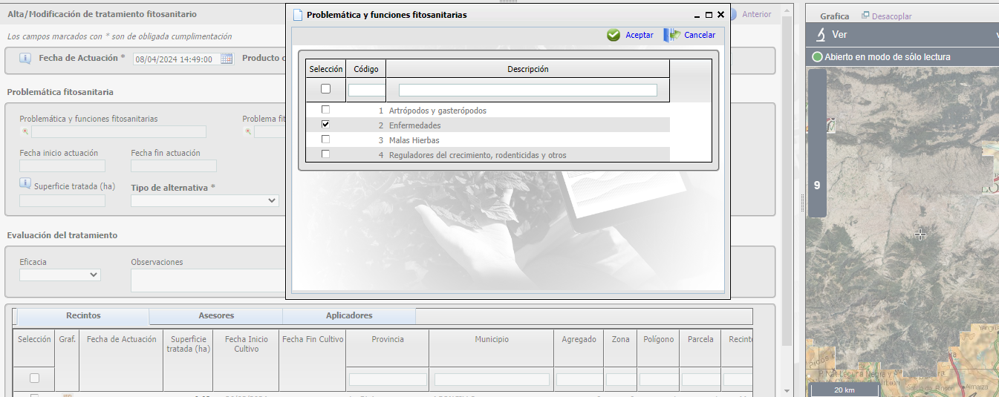 Alta/Modificación de tratamiento fitosanitario
Anterior
Los campos marcados con * son de obligada cumplimentación
Fecha de Actuación *
08/04/2024 14:49:00
Producto
Problemática fitosanitaria
Problemática y funciones fitosanitarias
Problema fit
Fecha inicio actuación
Fecha fin actuación
Superficie tratada (ha)
Tipo de alternativa *
Evaluación del tratamiento
Eficacia
Observaciones
Recintos
Asesores
Aplicadores
Selección
Graf.
Fecha de Actuación
Superficie
tratada (ha)
Fecha Inicio
Cultivo
Fecha Fin Cultivo
Provincia
Municipio
Agregado
Zona
Polígono
Parcela
Recint
Problemática y funciones fitosanitarias
Aceptar
Cancelar
Selección
Código
Descripción
1 Artrópodos y gasterópodos
2 Enfermedades
3 Malas Hierbas
4 Reguladores del crecimiento, rodenticidas y otros
Grafica
Desacoplar
Ver
Abierto en modo de sólo lectura
9
20 km